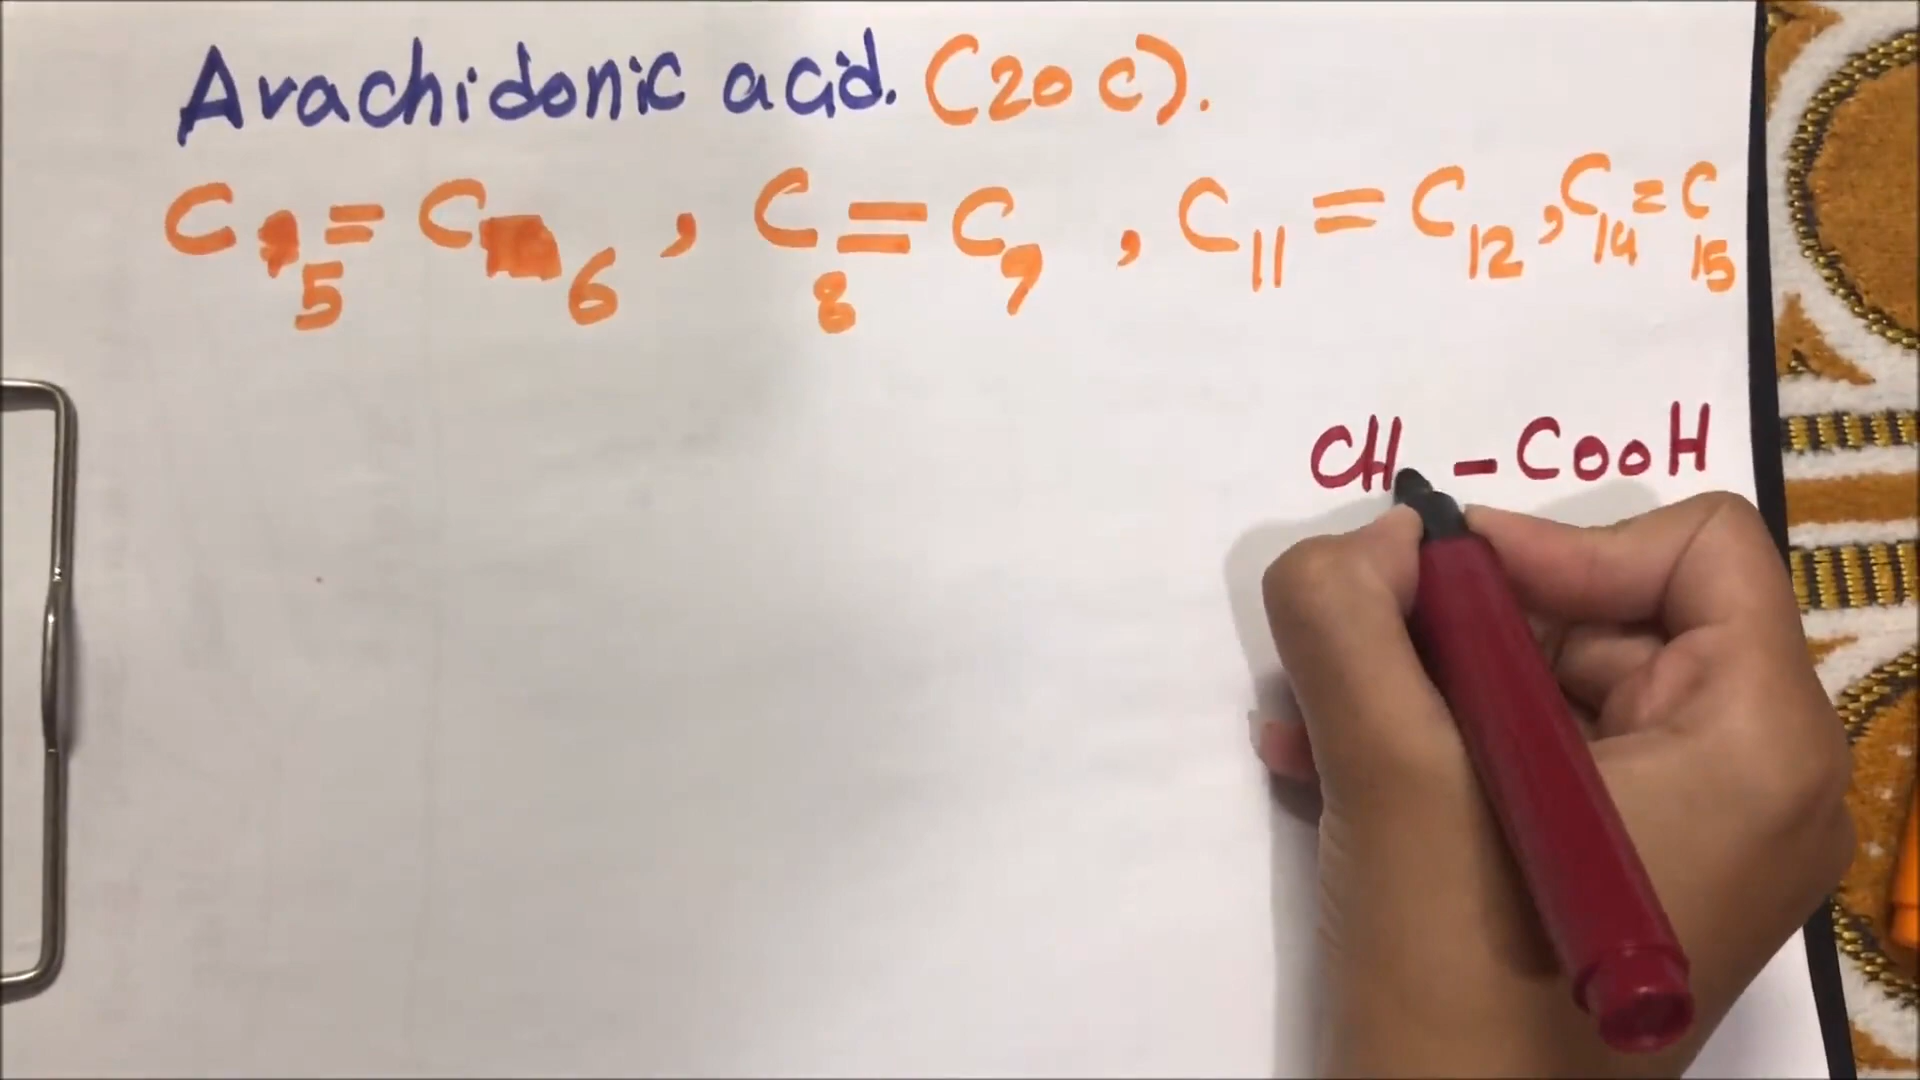 Arachidonic acid. (20 C).
C5 = C6 , C8 = C9 , C11 = C12 , C14 = C15
CH - COOH